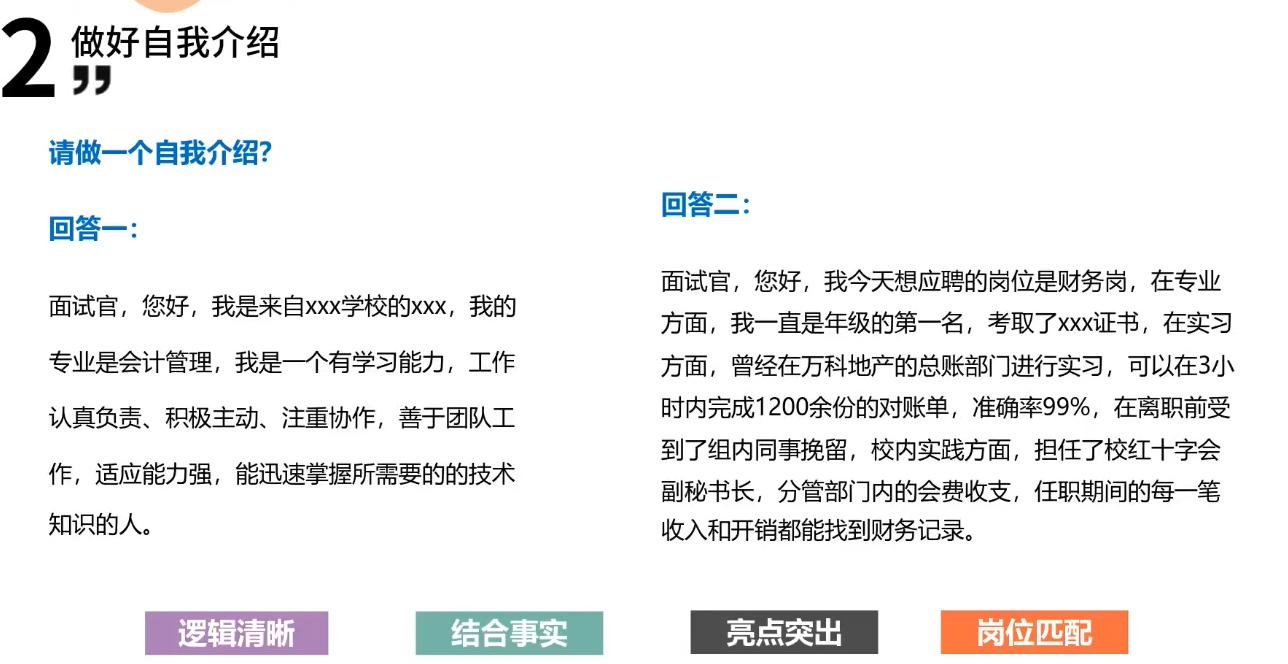 2
做好自我介绍
”
请做一个自我介绍？
回答一：
面试官，您好，我是来自xxx学校的xxx，我的
专业是会计管理，我是一个有学习能力，工作
认真负责、积极主动、注重协作，善于团队工
作，适应能力强，能迅速掌握所需要的的技术
知识的人。
回答二：
面试官，您好，我今天想应聘的岗位是财务岗，在专业
方面，我一直是年级的第一名，考取了xxx证书，在实习
方面，曾经在万科地产的总账部门进行实习，可以在3小
时内完成1200余份的对账单，准确率99%，在离职前受
到了组内同事挽留，校内实践方面，担任了校红十字会
副秘书长，分管部门内的会费收支，任职期间的每一笔
收入和开销都能找到财务记录。
逻辑清晰
结合事实
亮点突出
岗位匹配